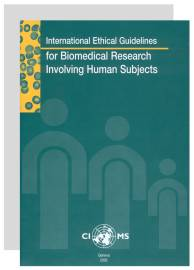 International Ethical Guidelines
for Biomedical Research
Involving Human Subjects
CIOMS
Geneva
2002